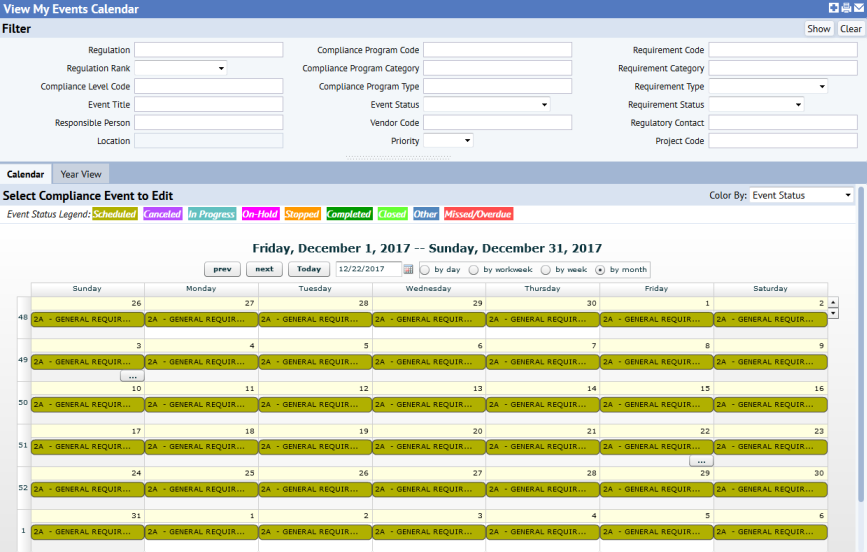 View My Events Calendar
Filter Show Clear
Regulation Compliance Program Code Requirement Code
Regulation Rank Compliance Program Category Requirement Category
Compliance Level Code Compliance Program Type Requirement Type
Event Title Event Status Requirement Status
Responsible Person Vendor Code Regulatory Contact
Location Priority Project Code
Calendar Year View
Select Compliance Event to Edit Color By: Event Status
Event Status Legend: Scheduled Canceled In Progress On-Hold Stopped Completed Closed Other Missed/Overdue
Friday, December 1, 2017 -- Sunday, December 31, 2017
prev next Today 12/22/2017 by day by workweek by week by month
Sunday Monday Tuesday Wednesday Thursday Friday Saturday
26 27 28 29 30 1 2
48 2A - GENERAL REQUIR... 2A - GENERAL REQUIR... 2A - GENERAL REQUIR... 2A - GENERAL REQUIR... 2A - GENERAL REQUIR... 2A - GENERAL REQUIR... 2A - GENERAL REQUIR...
3 4 5 6 7 8 9
49 2A - GENERAL REQUIR... 2A - GENERAL REQUIR... 2A - GENERAL REQUIR... 2A - GENERAL REQUIR... 2A - GENERAL REQUIR... 2A - GENERAL REQUIR... 2A - GENERAL REQUIR...
...
10 11 12 13 14 15 16
50 2A - GENERAL REQUIR... 2A - GENERAL REQUIR... 2A - GENERAL REQUIR... 2A - GENERAL REQUIR... 2A - GENERAL REQUIR... 2A - GENERAL REQUIR... 2A - GENERAL REQUIR...
17 18 19 20 21 22 23
51 2A - GENERAL REQUIR... 2A - GENERAL REQUIR... 2A - GENERAL REQUIR... 2A - GENERAL REQUIR... 2A - GENERAL REQUIR... 2A - GENERAL REQUIR... 2A - GENERAL REQUIR...
...
24 25 26 27 28 29 30
52 2A - GENERAL REQUIR... 2A - GENERAL REQUIR... 2A - GENERAL REQUIR... 2A - GENERAL REQUIR... 2A - GENERAL REQUIR... 2A - GENERAL REQUIR... 2A - GENERAL REQUIR...
31 1 2 3 4 5 6
1 2A - GENERAL REQUIR... 2A - GENERAL REQUIR... 2A - GENERAL REQUIR... 2A - GENERAL REQUIR... 2A - GENERAL REQUIR... 2A - GENERAL REQUIR... 2A - GENERAL REQUIR...